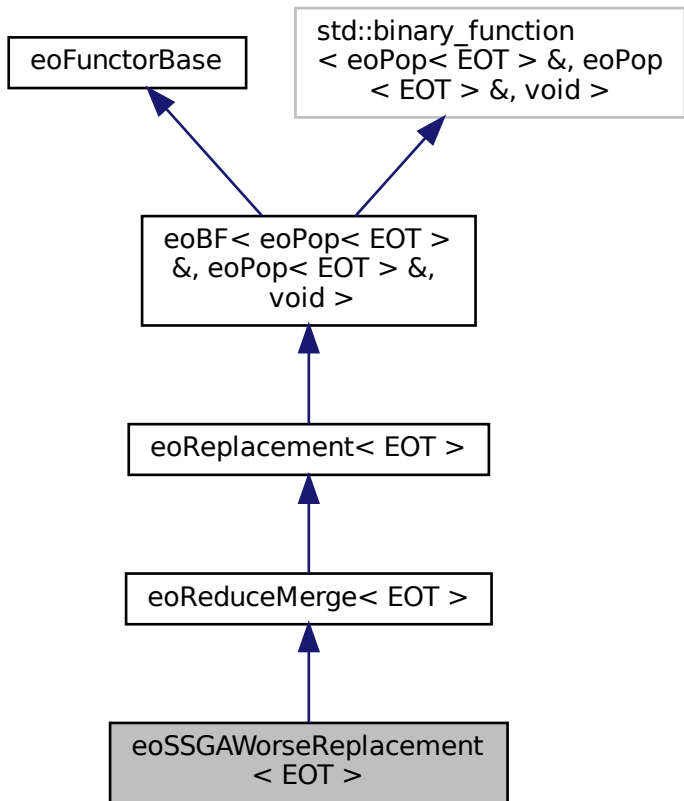 eoFunctorBase
std::binary_function
< eoPop< EOT > &, eoPop
< EOT > &, void >
eoBF< eoPop< EOT >
&, eoPop< EOT > &,
void >
eoReplacement< EOT >
eoReduceMerge< EOT >
eoSSGAWorseReplacement
< EOT >